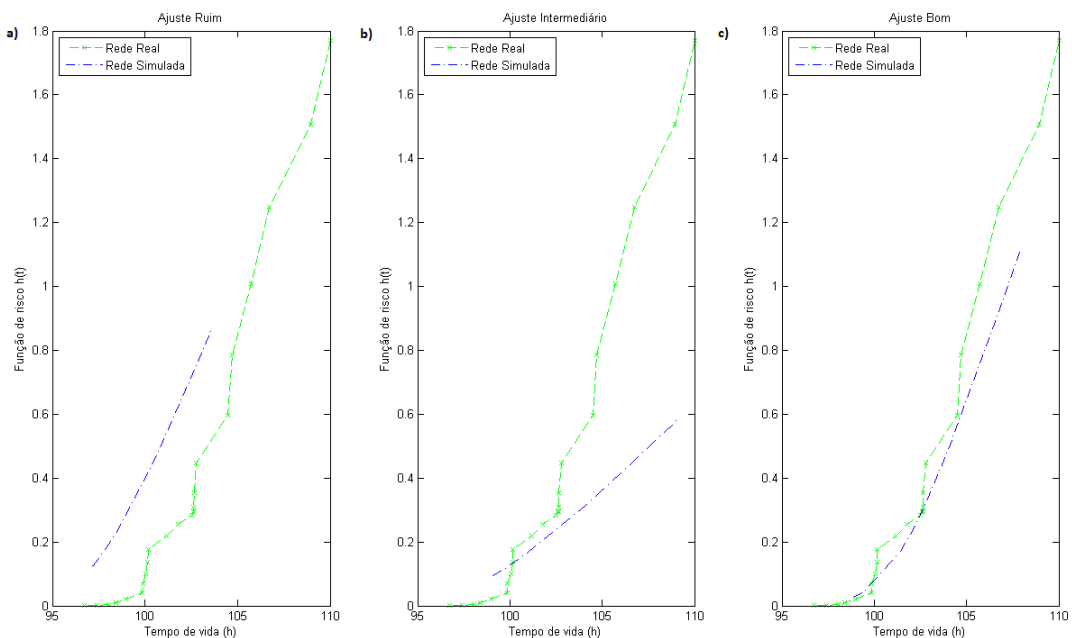 a)
Ajuste Ruim
Rede Real
Rede Simulada
Função de risco h(t)
1.8
1.6
1.4
1.2
1
0.8
0.6
0.4
0.2
0
95 100 105 110
Tempo de vida (h)
b)
Ajuste Intermediário
Rede Real
Rede Simulada
Função de risco h(t)
1.8
1.6
1.4
1.2
1
0.8
0.6
0.4
0.2
0
95 100 105 110
Tempo de vida (h)
c)
Ajuste Bom
Rede Real
Rede Simulada
Função de risco h(t)
1.8
1.6
1.4
1.2
1
0.8
0.6
0.4
0.2
0
95 100 105 110
Tempo de vida (h)